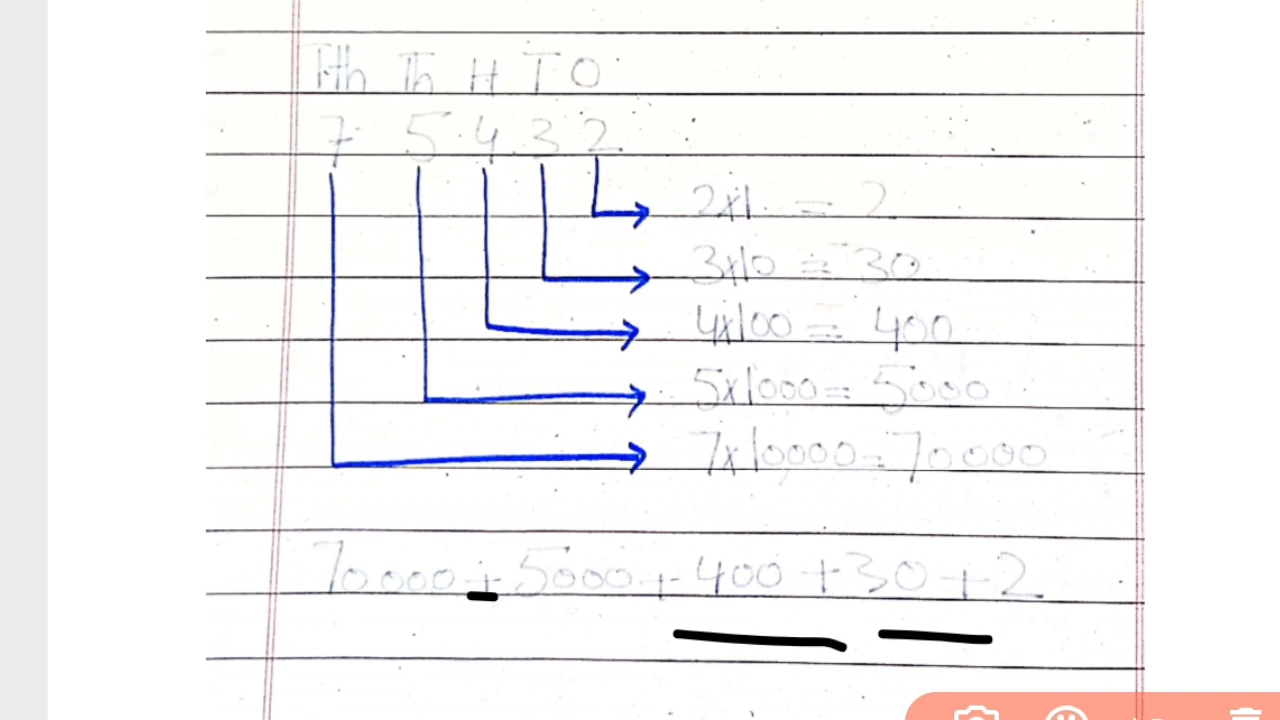 TTh Th H T O
7 5 4 3 2
2x1 = 2
3x10 = 30
4x100 = 400
5x1000 = 5000
7x10000 = 70000
70000 + 5000 + 400 + 30 + 2